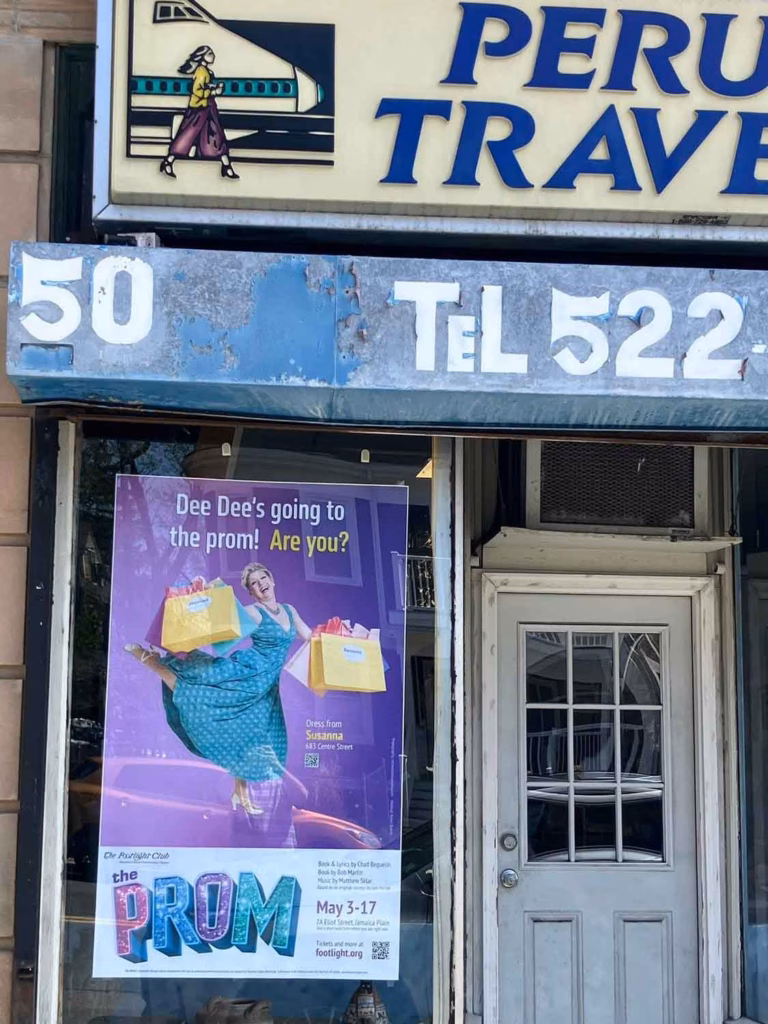 PERU
TRAVE
50
TEL 522
Dee Dee's going to
the prom! Are you?
Dress from
Susanna
683 Centre Street
The Footlight Club
the
PROM
Book & Lyrics by Chad Beguelin
Book by Bob Martin
Music by Matthew Sklar
May 3-17
7A Eliot Street, Jamaica Plain
Tickets and more at
footlight.org